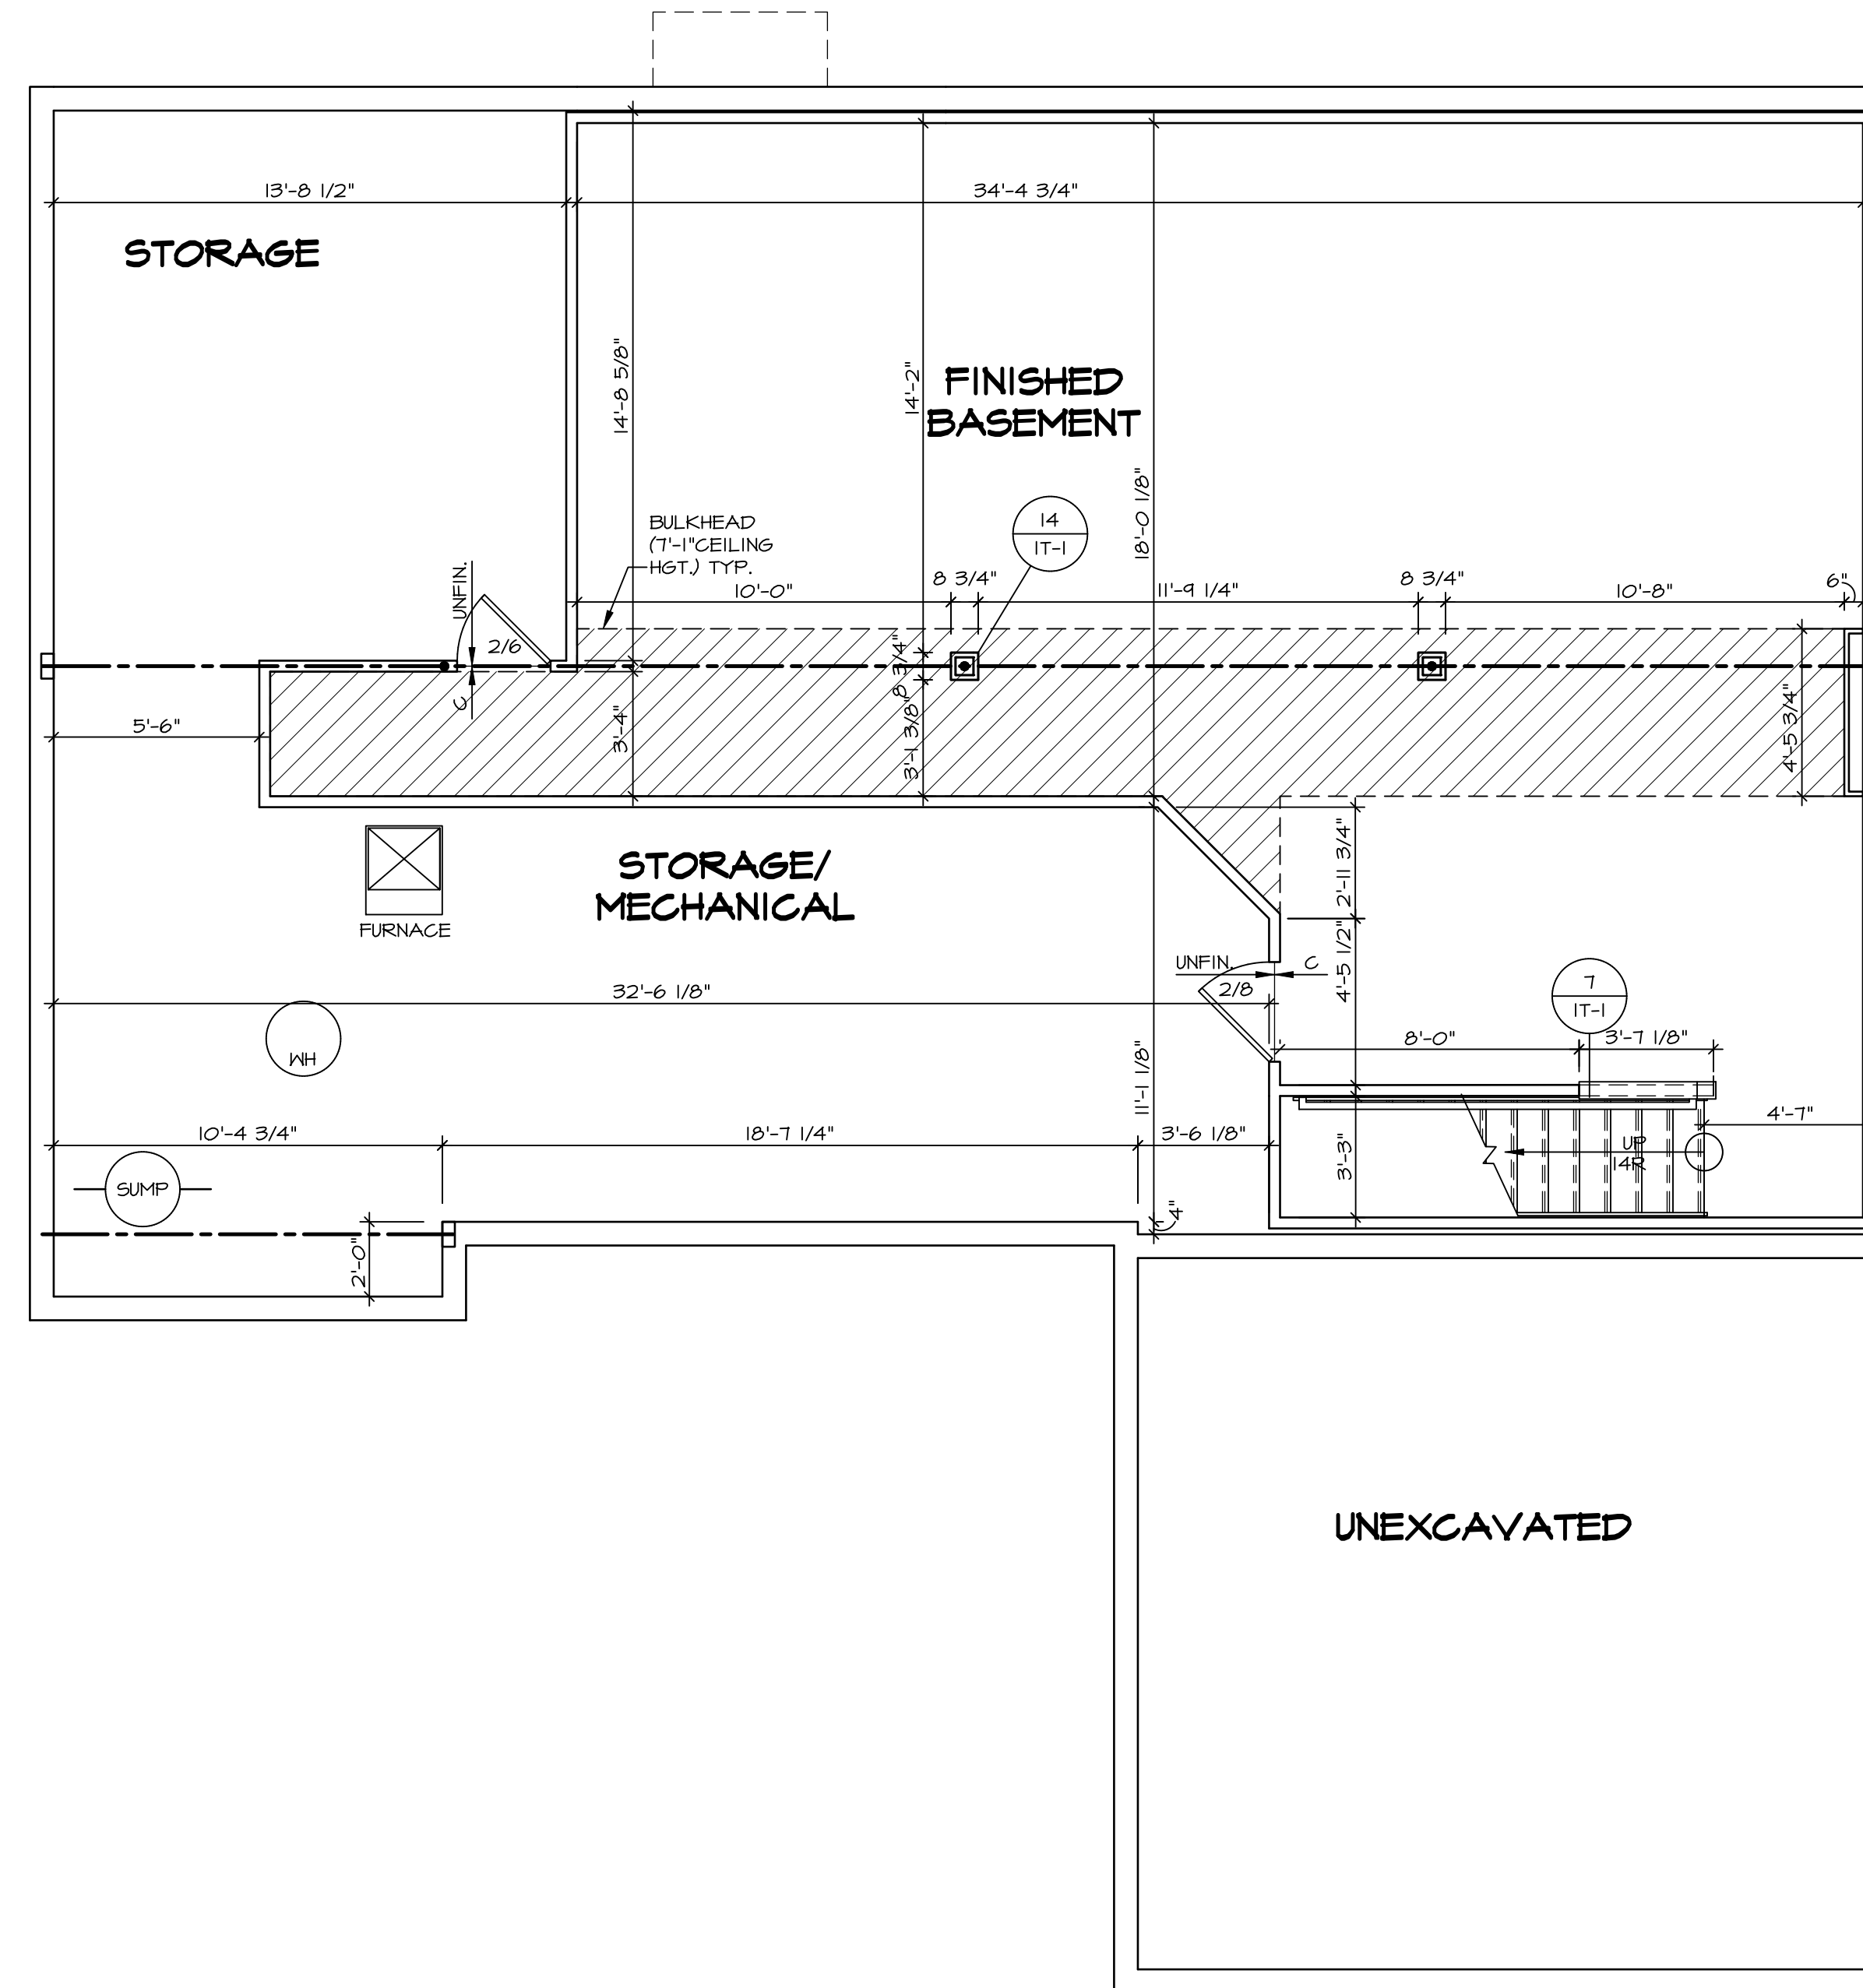 13'-8 1/2"
34'-4 3/4"
STORAGE
14'-8 5/8"
14'-2"
FINISHED
BASEMENT
18'-0 1/8"
BULKHEAD
(7'-1"CEILING
HGT.) TYP.
14
1T-1
UNFIN.
2/6
C
10'-0"
8 3/4"
11'-9 1/4"
8 3/4"
10'-8"
6"
8 3/4"
3'-4"
3'-1 3/8"
4'-5 3/4"
5'-6"
STORAGE/
MECHANICAL
FURNACE
2'-11 3/4"
4'-5 1/2"
UNFIN.
C
2/8
32'-6 1/8"
WH
7
1T-1
8'-0"
3'-7 1/8"
11'-1 1/8"
4'-7"
10'-4 3/4"
18'-7 1/4"
3'-6 1/8"
3'-3"
UP
14R
SUMP
4"
2'-0"
UNEXCAVATED